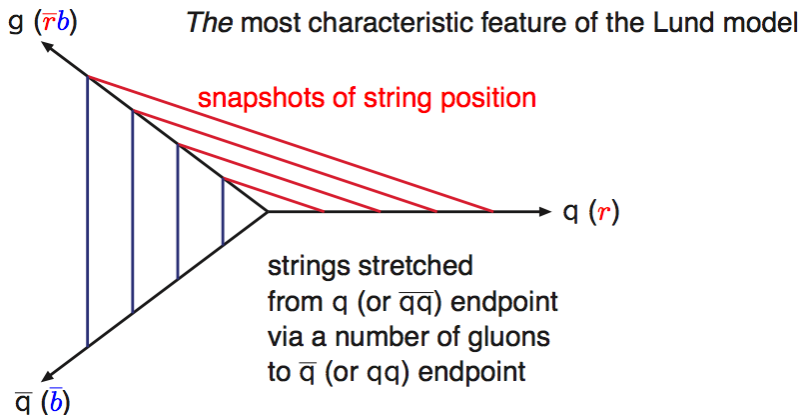 g (r̅b)
The most characteristic feature of the Lund model
snapshots of string position
q (r)
strings stretched
from q (or q̅q̅) endpoint
via a number of gluons
to q̅ (or qq) endpoint
q̅ (b̅)